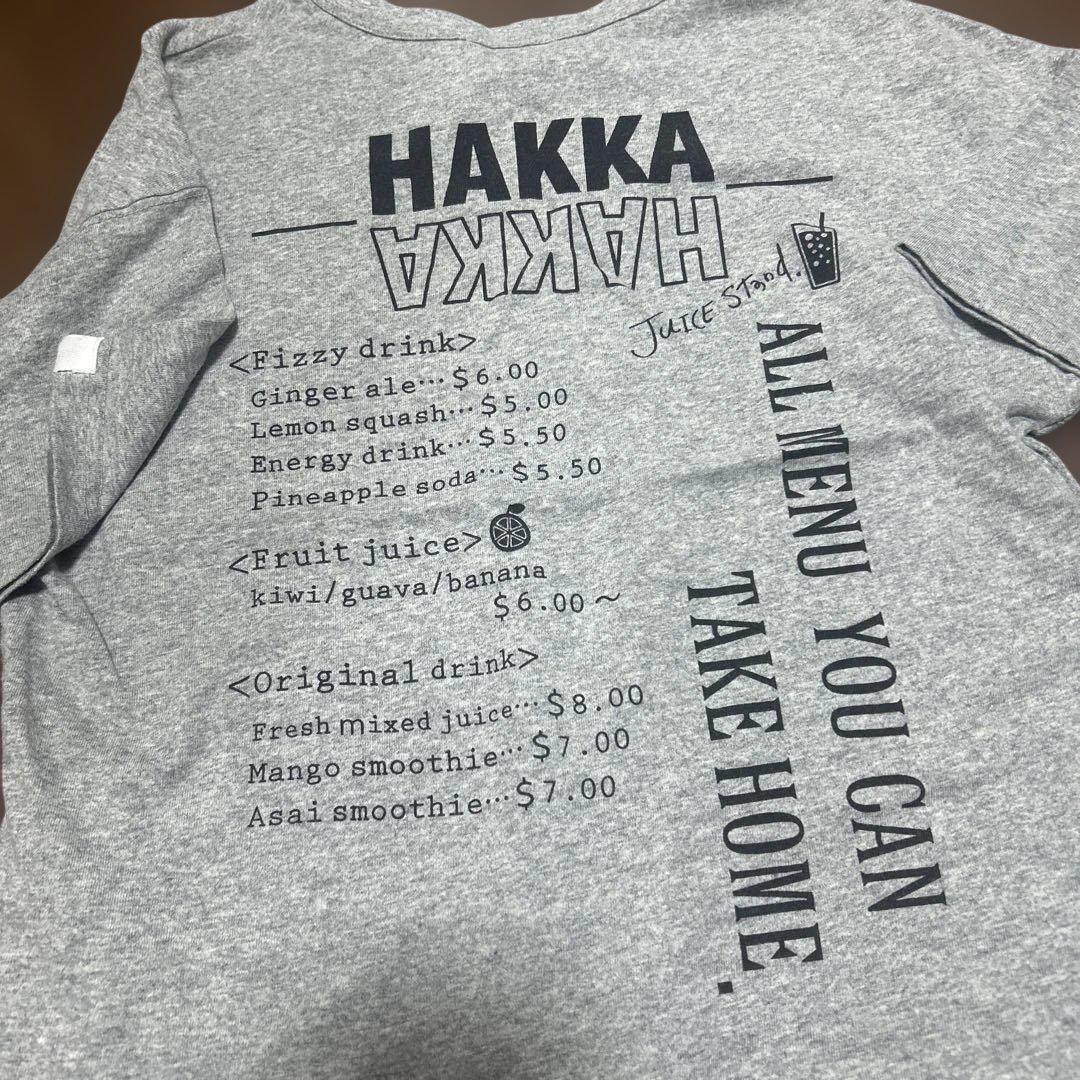 HAKKA
HAKKA
JUICE STand.
<Fizzy drink>
Ginger ale…$6.00
Lemon squash…$5.00
Energy drink…$5.50
Pineapple soda…$5.50
<Fruit juice>
kiwi/guava/banana
$6.00〜
<Original drink>
Fresh mixed juice…$8.00
Mango smoothie…$7.00
Asai smoothie…$7.00
ALL MENU YOU CAN
TAKE HOME.